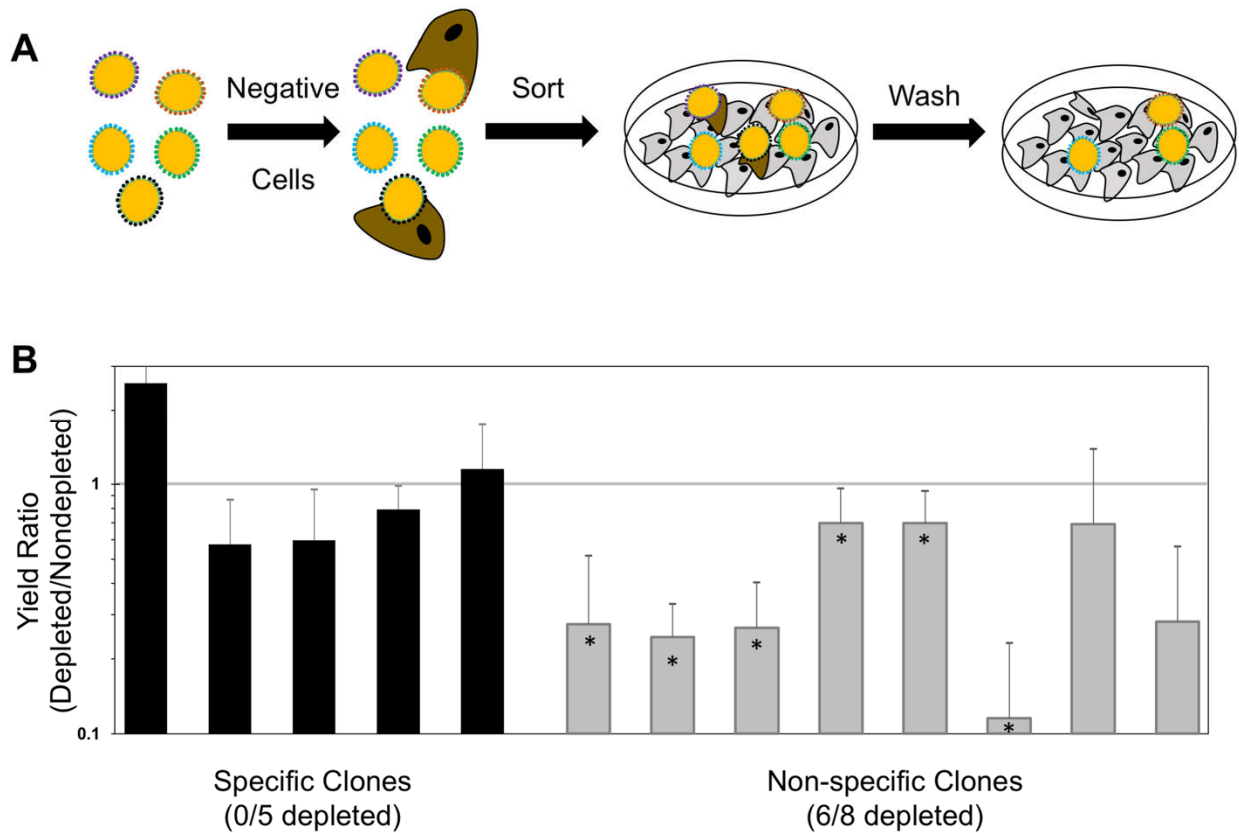 A
Negative
Cells
Sort
Wash
B
Yield Ratio
(Depleted/Nondepleted)
1
0.1
* * * * * *
Specific Clones
(0/5 depleted)
Non-specific Clones
(6/8 depleted)